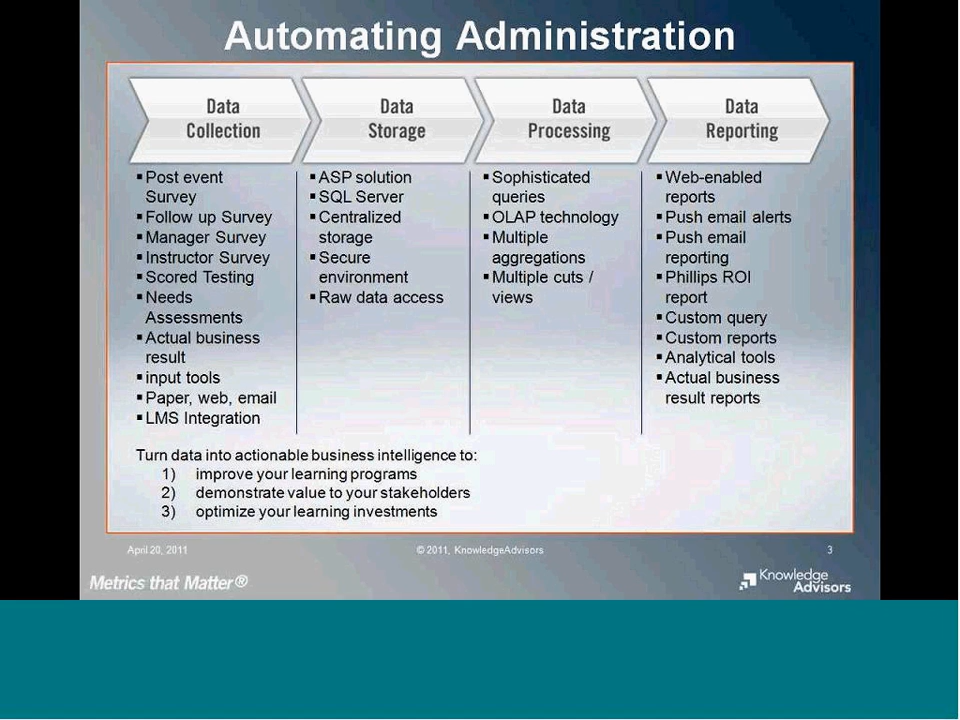 Automating Administration
Data
Collection
Data
Storage
Data
Processing
Data
Reporting
▪ Post event
Survey
▪ Follow up Survey
▪ Manager Survey
▪ Instructor Survey
▪ Scored Testing
▪ Needs
Assessments
▪ Actual business
result
▪ input tools
▪ Paper, web, email
▪ LMS Integration
▪ ASP solution
▪ SQL Server
▪ Centralized
storage
▪ Secure
environment
▪ Raw data access
▪ Sophisticated
queries
▪ OLAP technology
▪ Multiple
aggregations
▪ Multiple cuts /
views
▪ Web-enabled
reports
▪ Push email alerts
▪ Push email
reporting
▪ Phillips ROI
report
▪ Custom query
▪ Custom reports
▪ Analytical tools
▪ Actual business
result reports
Turn data into actionable business intelligence to:
1) improve your learning programs
2) demonstrate value to your stakeholders
3) optimize your learning investments
April 20, 2011
© 2011, KnowledgeAdvisors
3
Metrics that Matter®
Knowledge
Advisors